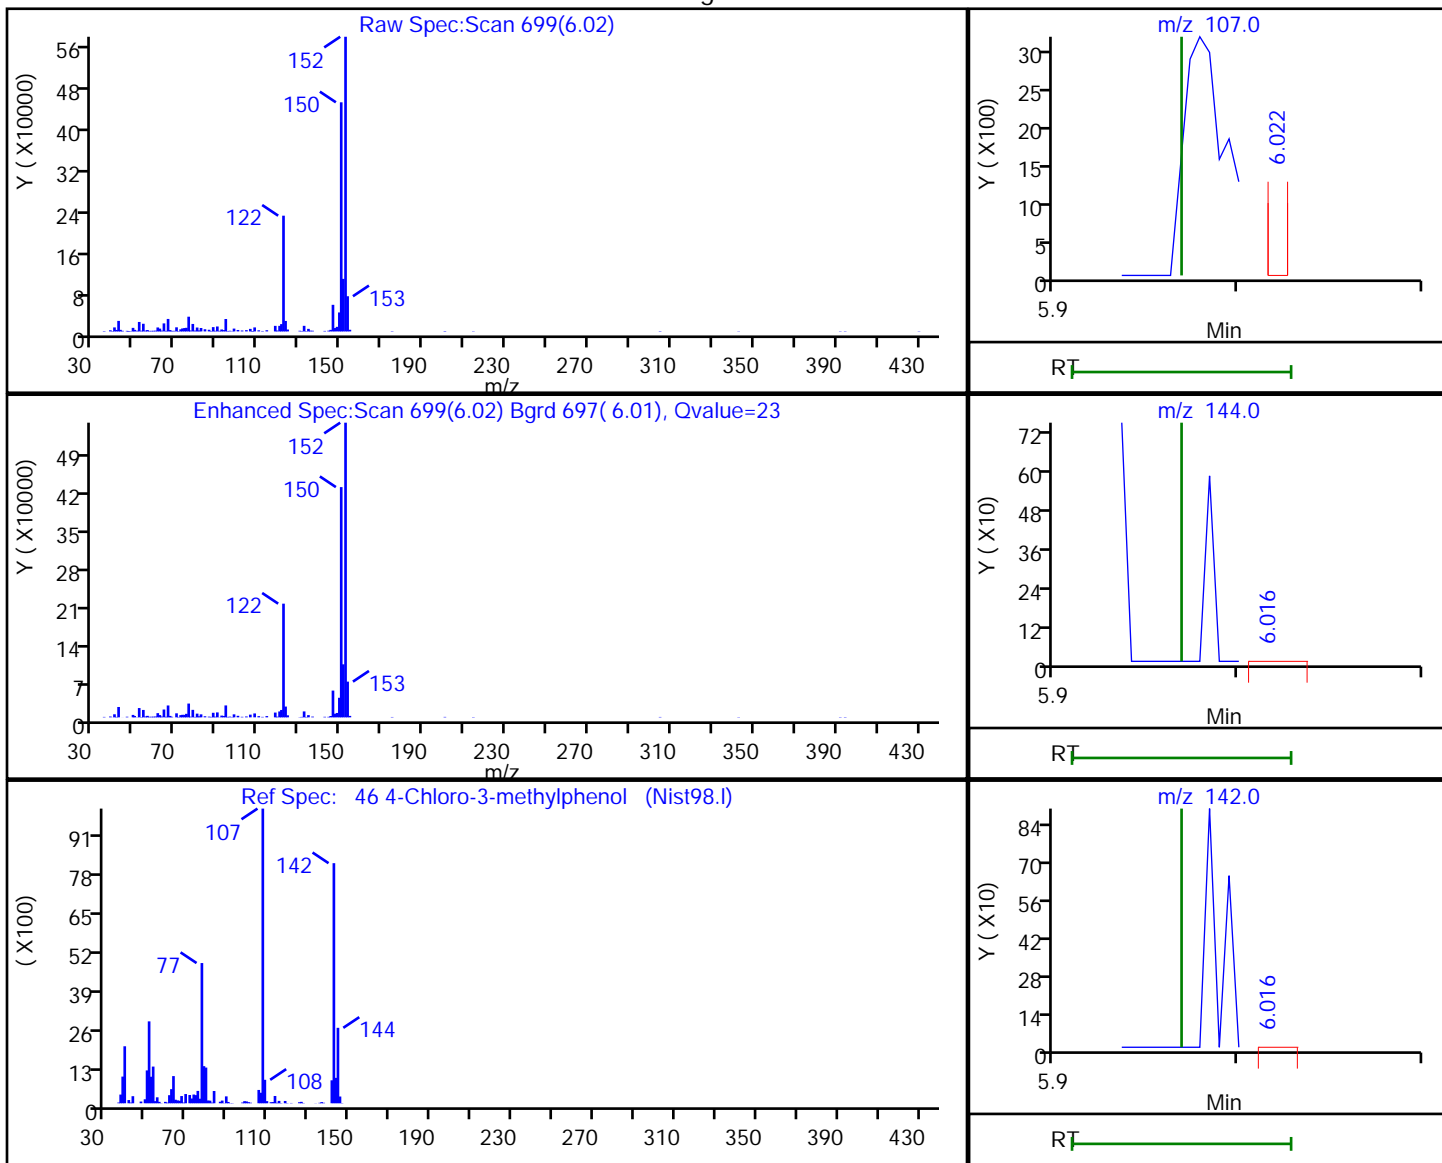 Raw Spec:Scan 699(6.02)
Y ( X10000)
56
48
40
32
24
16
8
0
152
150
122
153
30 70 110 150 190 230 270 310 350 390 430
m/z
m/z 107.0
Y ( X100)
30
25
20
15
10
5
0
6.022
5.9
Min
RT
Enhanced Spec:Scan 699(6.02) Bgrd 697( 6.01), Qvalue=23
Y ( X10000)
49
42
35
28
21
14
7
0
152
150
122
153
30 70 110 150 190 230 270 310 350 390 430
m/z
m/z 144.0
Y ( X10)
72
60
48
36
24
12
0
6.016
5.9
Min
RT
Ref Spec: 46 4-Chloro-3-methylphenol (Nist98.l)
( X100)
91
78
65
52
39
26
13
0
107
142
77
144
108
30 70 110 150 190 230 270 310 350 390 430
m/z 142.0
Y ( X10)
84
70
56
42
28
14
0
6.016
5.9
Min
RT